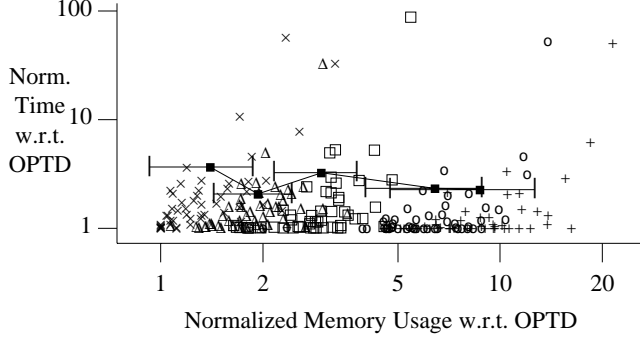 100
Norm.
Time
w.r.t.
OPTD
10
1
1 2 5 10 20
Normalized Memory Usage w.r.t. OPTD